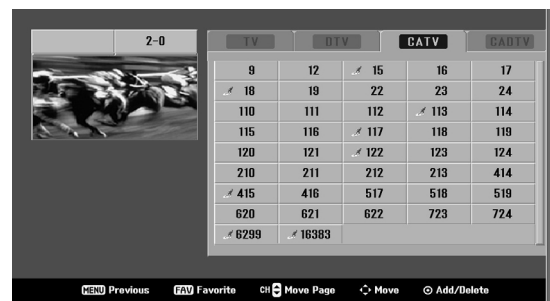 2-0 TV DTV CATV CADTV
9 12 15 16 17
18 19 22 23 24
110 111 112 113 114
115 116 117 118 119
120 121 122 123 124
210 211 212 213 414
415 416 517 518 519
620 621 622 723 724
6299 16383
MENU Previous FAV Favorite CH Move Page Move Add/Delete